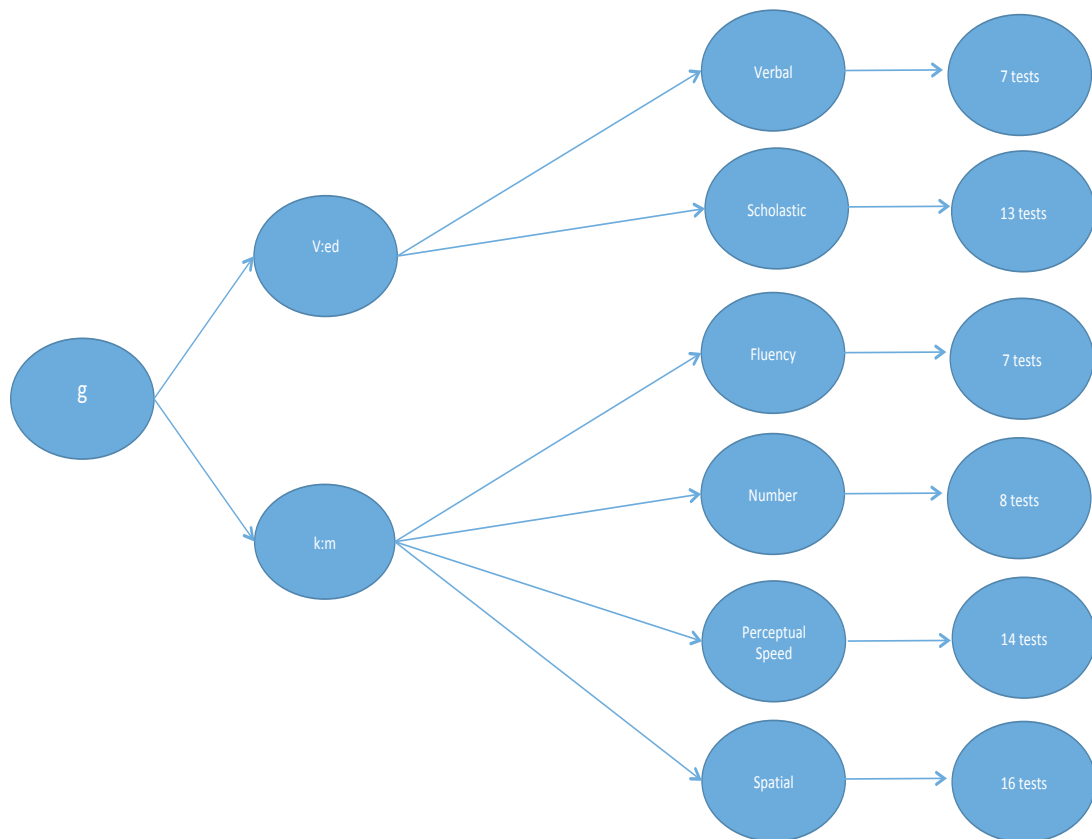 Verbal
7 tests
Scholastic
13 tests
V:ed
Fluency
7 tests
g
Number
8 tests
k:m
Perceptual
Speed
14 tests
Spatial
16 tests